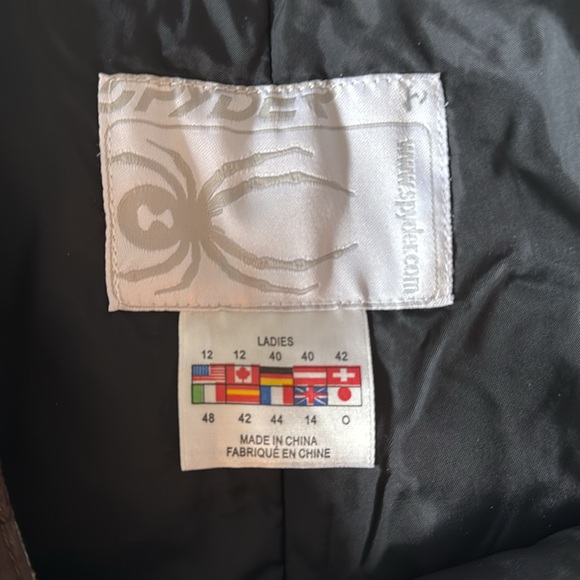 SPYDER
www.spyder.com
LADIES
12 12 40 40 42
48 42 44 14 O
MADE IN CHINA
FABRIQUÉ EN CHINE